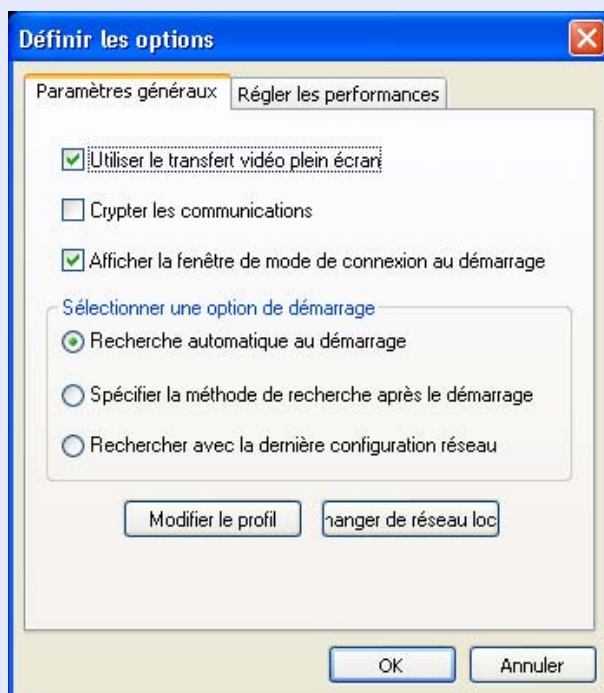 Définir les options
Paramètres généraux
Régler les performances
Utiliser le transfert vidéo plein écran
Crypter les communications
Afficher la fenêtre de mode de connexion au démarrage
Sélectionner une option de démarrage
Recherche automatique au démarrage
Spécifier la méthode de recherche après le démarrage
Rechercher avec la dernière configuration réseau
Modifier le profil
hanger de réseau loc
OK
Annuler